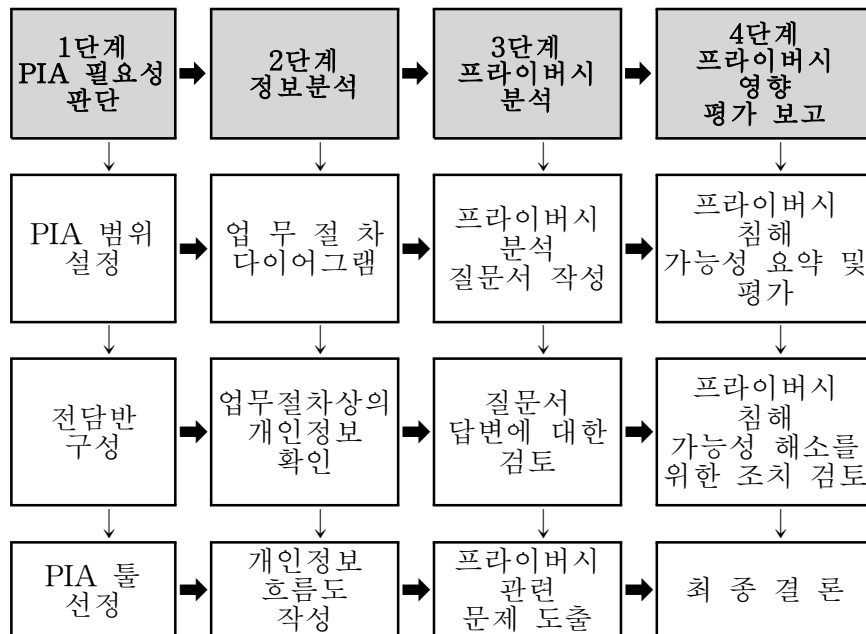 1단계
PIA 필요성
판단
2단계
정보분석
3단계
프라이버시
분석
4단계
프라이버시
영향
평가 보고
PIA 범위
설정
업 무 절 차
다이어그램
프라이버시
분석
질문서 작성
프라이버시
침해
가능성 요약 및
평가
전담반
구성
업무절차상의
개인정보
확인
질문서
답변에 대한
검토
프라이버시
침해
가능성 해소를
위한 조치 검토
PIA 툴
선정
개인정보
흐름도
작성
프라이버시
관련
문제 도출
최 종 결 론